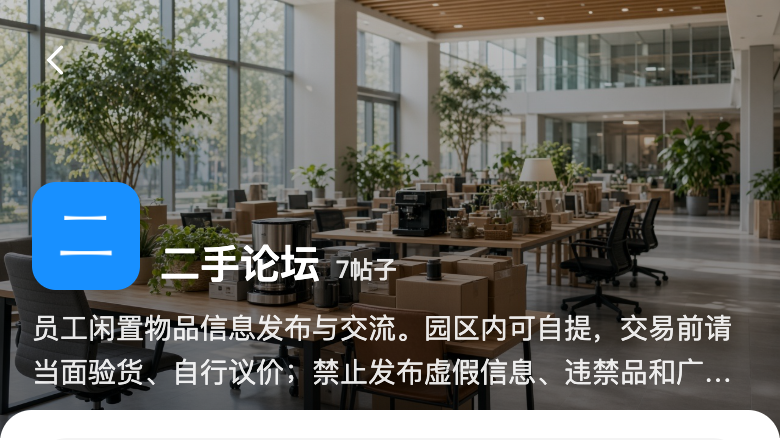 二
二手论坛 7帖子
员工闲置物品信息发布与交流。园区内可自提，交易前请
当面验货、自行议价；禁止发布虚假信息、违禁品和广…